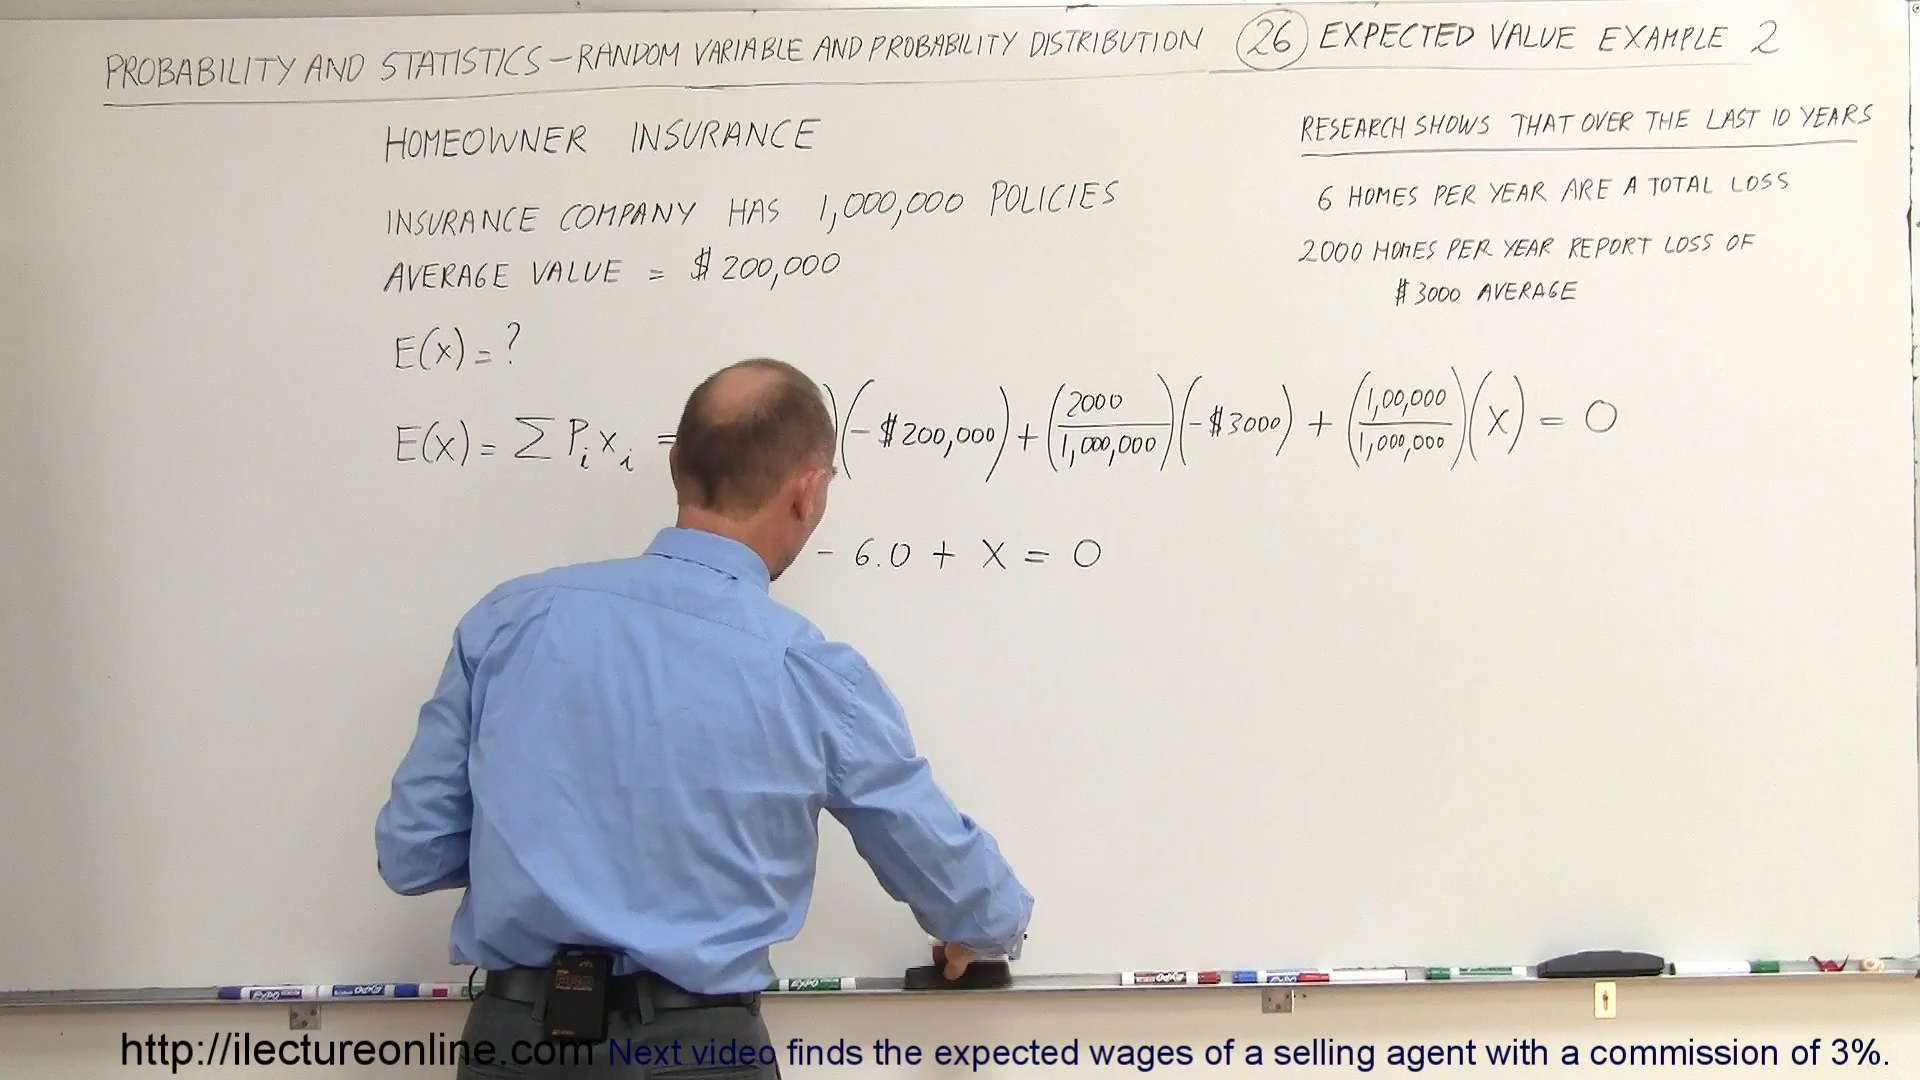 PROBABILITY AND STATISTICS – RANDOM VARIABLE AND PROBABILITY DISTRIBUTION (26) EXPECTED VALUE EXAMPLE 2
HOMEOWNER INSURANCE
INSURANCE COMPANY HAS 1,000,000 POLICIES
AVERAGE VALUE = $200,000
E(x) = ?
RESEARCH SHOWS THAT OVER THE LAST 10 YEARS
6 HOMES PER YEAR ARE A TOTAL LOSS
2000 HOMES PER YEAR REPORT LOSS OF
$3000 AVERAGE
E(x) = Σ Pi xi = )(-$200,000) + (2000/1,000,000)(-$3000) + (1,00,000/1,000,000)(X) = 0
- 6.0 + X = 0
EXPO
EXPO
EXPO
EXPO
http://ilectureonline.com Next video finds the expected wages of a selling agent with a commission of 3%.